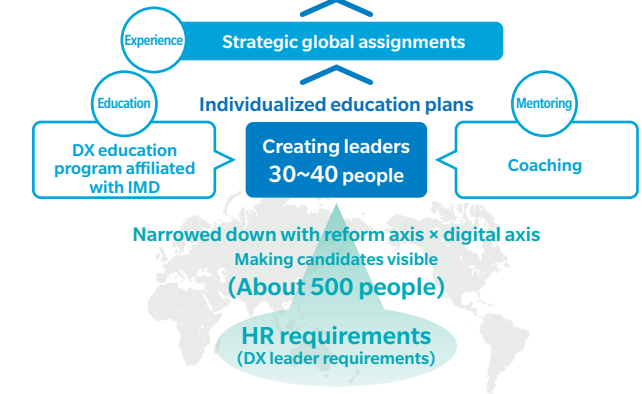 Experience
Strategic global assignments
Education
Individualized education plans
Mentoring
DX education
program affiliated
with IMD
Creating leaders
30~40 people
Coaching
Narrowed down with reform axis × digital axis
Making candidates visible
(About 500 people)
HR requirements
(DX leader requirements)